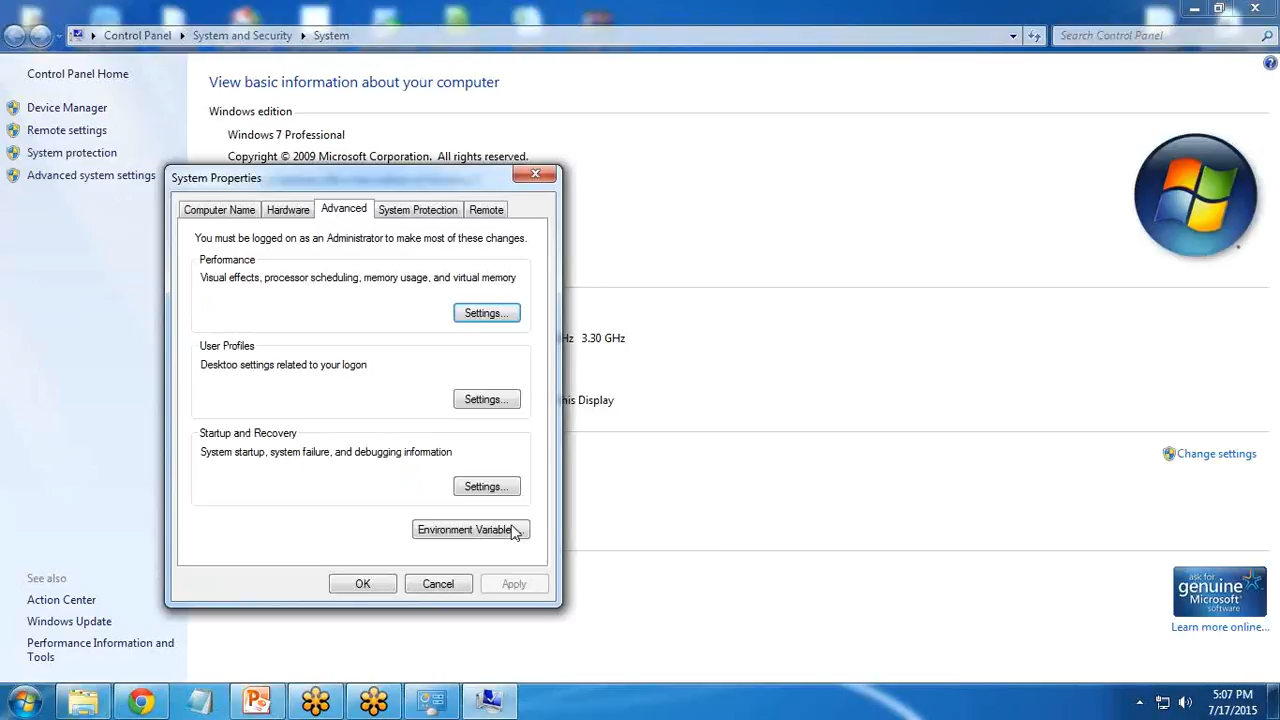 Control Panel System and Security System
Search Control Panel
Control Panel Home
Device Manager
Remote settings
System protection
Advanced system settings
View basic information about your computer
Windows edition
Windows 7 Professional
Copyright © 2009 Microsoft Corporation. All rights reserved.
System Properties
Computer Name Hardware Advanced System Protection Remote
You must be logged on as an Administrator to make most of these changes.
Performance
Visual effects, processor scheduling, memory usage, and virtual memory
Settings...
User Profiles
Desktop settings related to your logon
Settings...
Startup and Recovery
System startup, system failure, and debugging information
Settings...
Environment Variable
OK Cancel Apply
Hz 3.30 GHz
his Display
Change settings
ask for
genuine
Microsoft
software
Learn more online...
See also
Action Center
Windows Update
Performance Information and
Tools
5:07 PM
7/17/2015